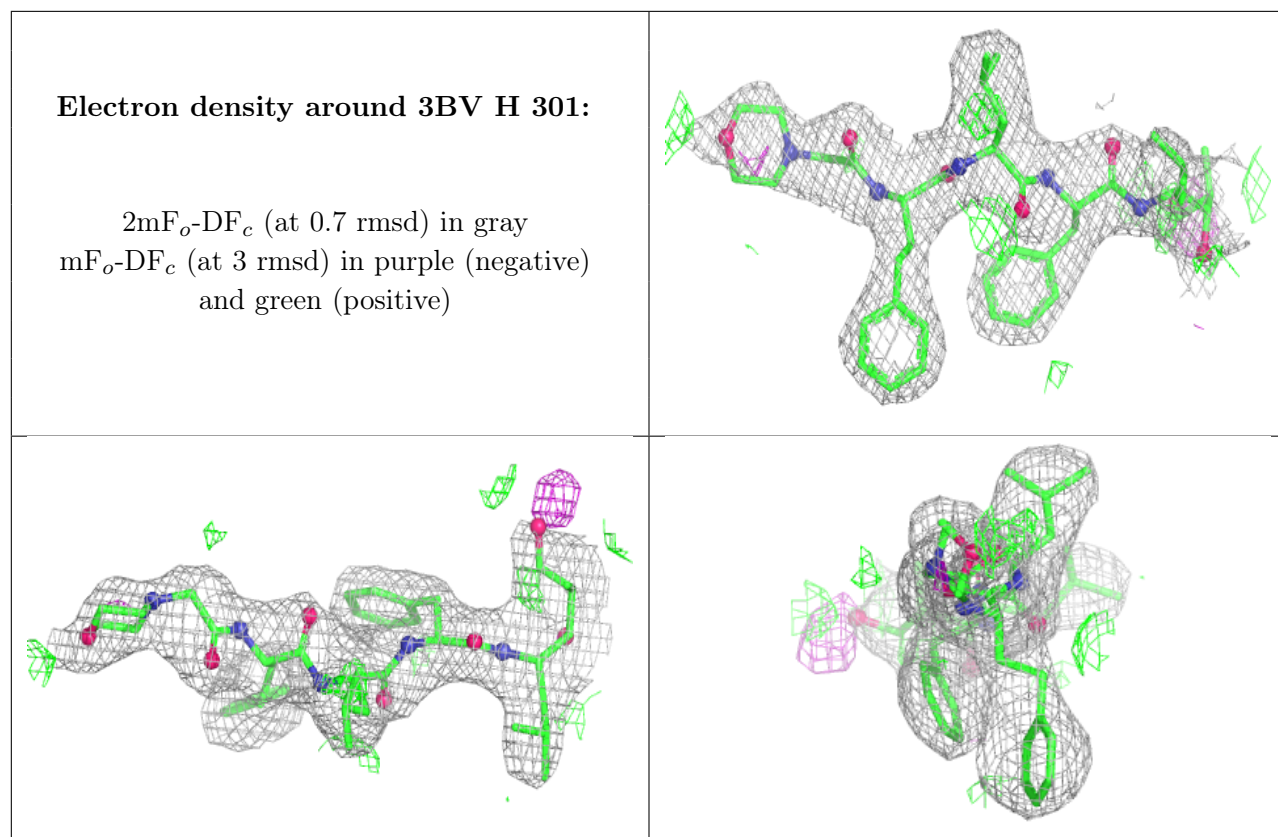 Electron density around 3BV H 301:
2mFₒ-DF𝒸 (at 0.7 rmsd) in gray
mFₒ-DF𝒸 (at 3 rmsd) in purple (negative)
and green (positive)